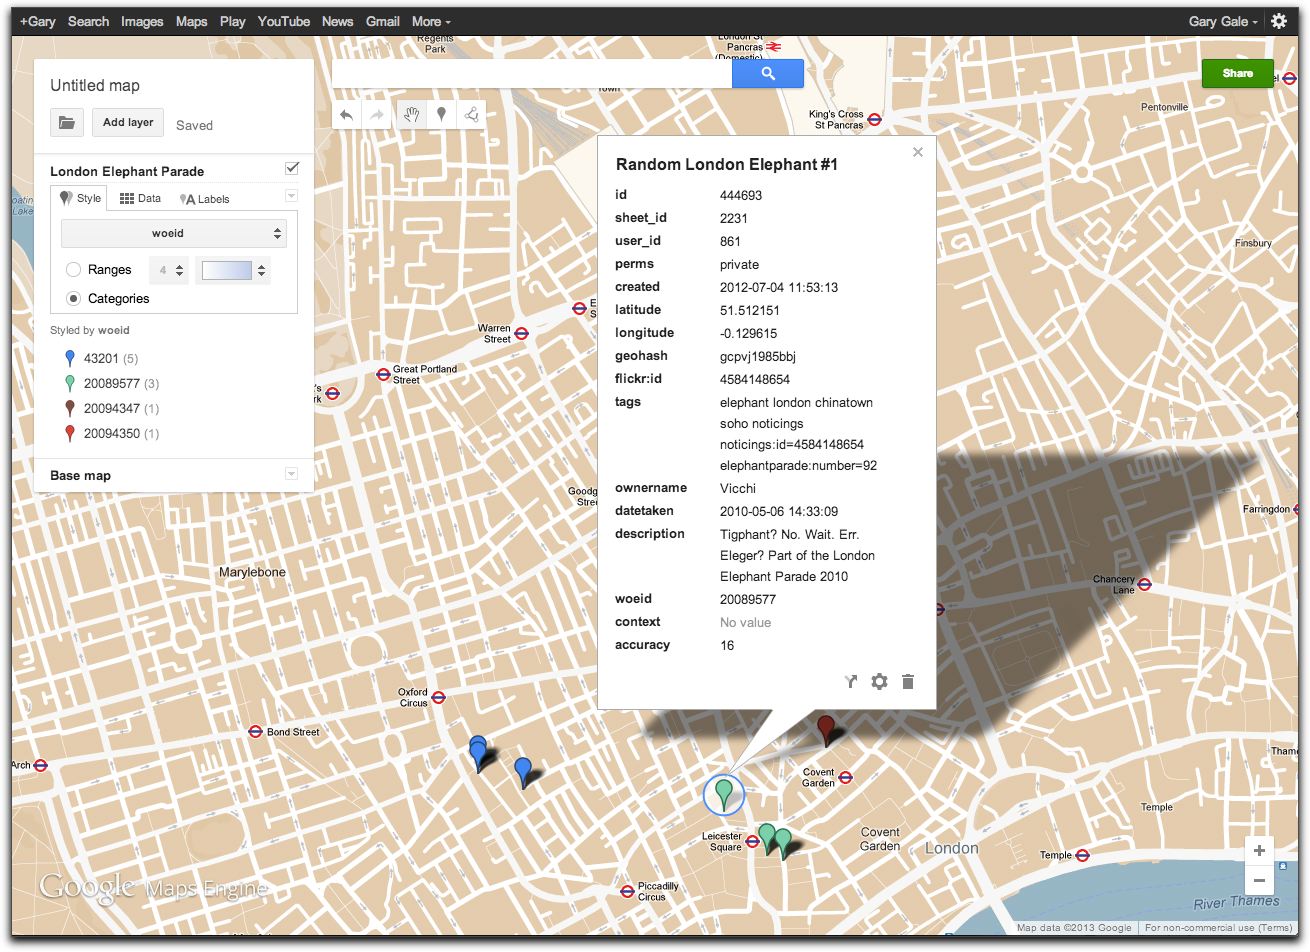 +Gary Search Images Maps Play YouTube News Gmail More
Gary Gale
Untitled map
Add layer
Saved
London Elephant Parade
Style
Data
Labels
woeid
Ranges
4
Categories
Styled by woeid
43201 (5)
20089577 (3)
20094347 (1)
20094350 (1)
Base map
Share
Random London Elephant #1
id 444693
sheet_id 2231
user_id 861
perms private
created 2012-07-04 11:53:13
latitude 51.512151
longitude -0.129615
geohash gcpvj1985bbj
flickr:id 4584148654
tags elephant london chinatown
soho noticings
noticings:id=4584148654
elephantparade:number=92
ownername Vicchi
datetaken 2010-05-06 14:33:09
description Tigphant? No. Wait. Err.
Eleger? Part of the London
Elephant Parade 2010
woeid 20089577
context No value
accuracy 16
Regents
Park
London St
Pancras
(Domestic)
Town
King's Cross
St Pancras
Pentonville
Finsbury
Warren
Street
Great Portland
Street
Farringdon
Marylebone
Chancery
Lane
Oxford
Circus
Bond Street
Arch
Covent
Garden
Leicester
Square
Covent
Garden
London
Temple
Temple
Piccadilly
Circus
River Thames
Google Maps Engine
Map data ©2013 Google
For non-commercial use (Terms)